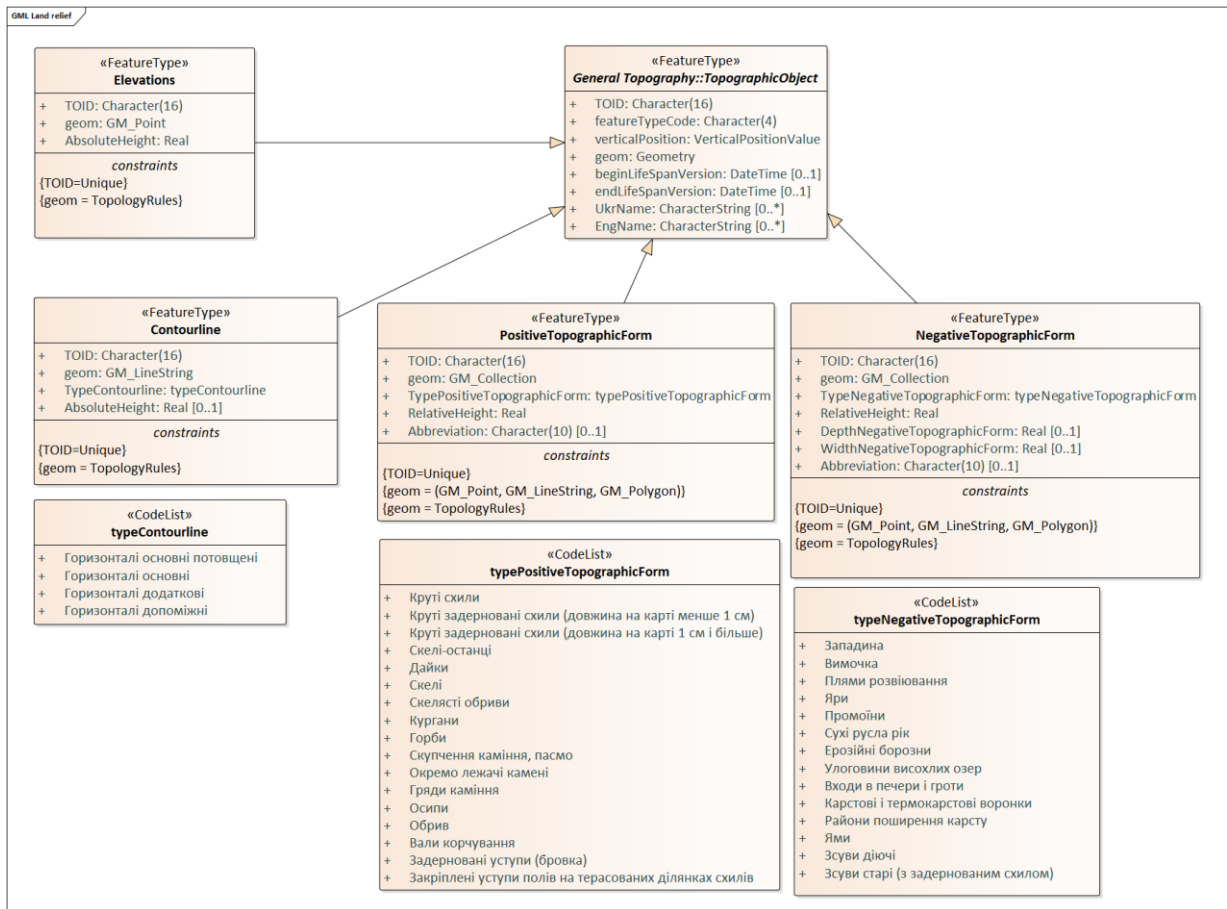 GML Land relief
«FeatureType»
Elevations
+ TOID: Character(16)
+ geom: GM_Point
+ AbsoluteHeight: Real
constraints
{TOID=Unique}
{geom = TopologyRules}
«FeatureType»
General Topography::TopographicObject
+ TOID: Character(16)
+ featureTypeCode: Character(4)
+ verticalPosition: VerticalPositionValue
+ geom: Geometry
+ beginLifeSpanVersion: DateTime [0..1]
+ endLifeSpanVersion: DateTime [0..1]
+ UkrName: CharacterString [0..*]
+ EngName: CharacterString [0..*]
«FeatureType»
Contourline
+ TOID: Character(16)
+ geom: GM_LineString
+ TypeContourline: typeContourline
+ AbsoluteHeight: Real [0..1]
constraints
{TOID=Unique}
{geom = TopologyRules}
«FeatureType»
PositiveTopographicForm
+ TOID: Character(16)
+ geom: GM_Collection
+ TypePositiveTopographicForm: typePositiveTopographicForm
+ RelativeHeight: Real
+ Abbreviation: Character(10) [0..1]
constraints
{TOID=Unique}
{geom = (GM_Point, GM_LineString, GM_Polygon)}
{geom = TopologyRules}
«FeatureType»
NegativeTopographicForm
+ TOID: Character(16)
+ geom: GM_Collection
+ TypeNegativeTopographicForm: typeNegativeTopographicForm
+ RelativeHeight: Real
+ DepthNegativeTopographicForm: Real [0..1]
+ WidthNegativeTopographicForm: Real [0..1]
+ Abbreviation: Character(10) [0..1]
constraints
{TOID=Unique}
{geom = (GM_Point, GM_LineString, GM_Polygon)}
{geom = TopologyRules}
«CodeList»
typeContourline
+ Горизонталі основні потовщені
+ Горизонталі основні
+ Горизонталі додаткові
+ Горизонталі допоміжні
«CodeList»
typePositiveTopographicForm
+ Круті схили
+ Круті задерновані схили (довжина на карті менше 1 см)
+ Круті задерновані схили (довжина на карті 1 см і більше)
+ Скелі-останці
+ Дайки
+ Скелі
+ Скелясті обриви
+ Кургани
+ Горби
+ Скупчення каміння, пасмо
+ Окремо лежачі камені
+ Гряди каміння
+ Осипи
+ Обрив
+ Вали корчування
+ Задерновані уступи (бровка)
+ Закріплені уступи полів на терасованих ділянках схилів
«CodeList»
typeNegativeTopographicForm
+ Западина
+ Вимочка
+ Плями розвіювання
+ Яри
+ Промоїни
+ Сухі русла рік
+ Ерозійні борозни
+ Улоговини висохлих озер
+ Входи в печери і гроти
+ Карстові і термокарстові воронки
+ Райони поширення карсту
+ Ями
+ Зсуви діючі
+ Зсуви старі (з задернованим схилом)